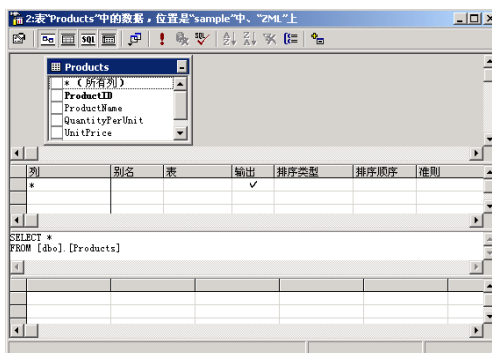 2:表"Products"中的数据，位置是"sample"中、"ZML"上
SQL
SQL
Products
* (所有列)
ProductID
ProductName
QuantityPerUnit
UnitPrice
列 别名 表 输出 排序类型 排序顺序 准则
*
SELECT *
FROM [dbo].[Products]